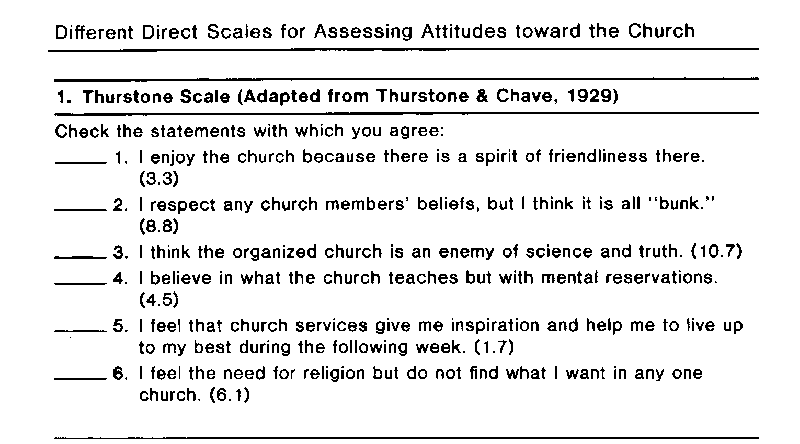 Different Direct Scales for Assessing Attitudes toward the Church
1. Thurstone Scale (Adapted from Thurstone & Chave, 1929)
Check the statements with which you agree:
1. I enjoy the church because there is a spirit of friendliness there.
(3.3)
2. I respect any church members' beliefs, but I think it is all "bunk."
(8.8)
3. I think the organized church is an enemy of science and truth. (10.7)
4. I believe in what the church teaches but with mental reservations.
(4.5)
5. I feel that church services give me inspiration and help me to live up
to my best during the following week. (1.7)
6. I feel the need for religion but do not find what I want in any one
church. (6.1)